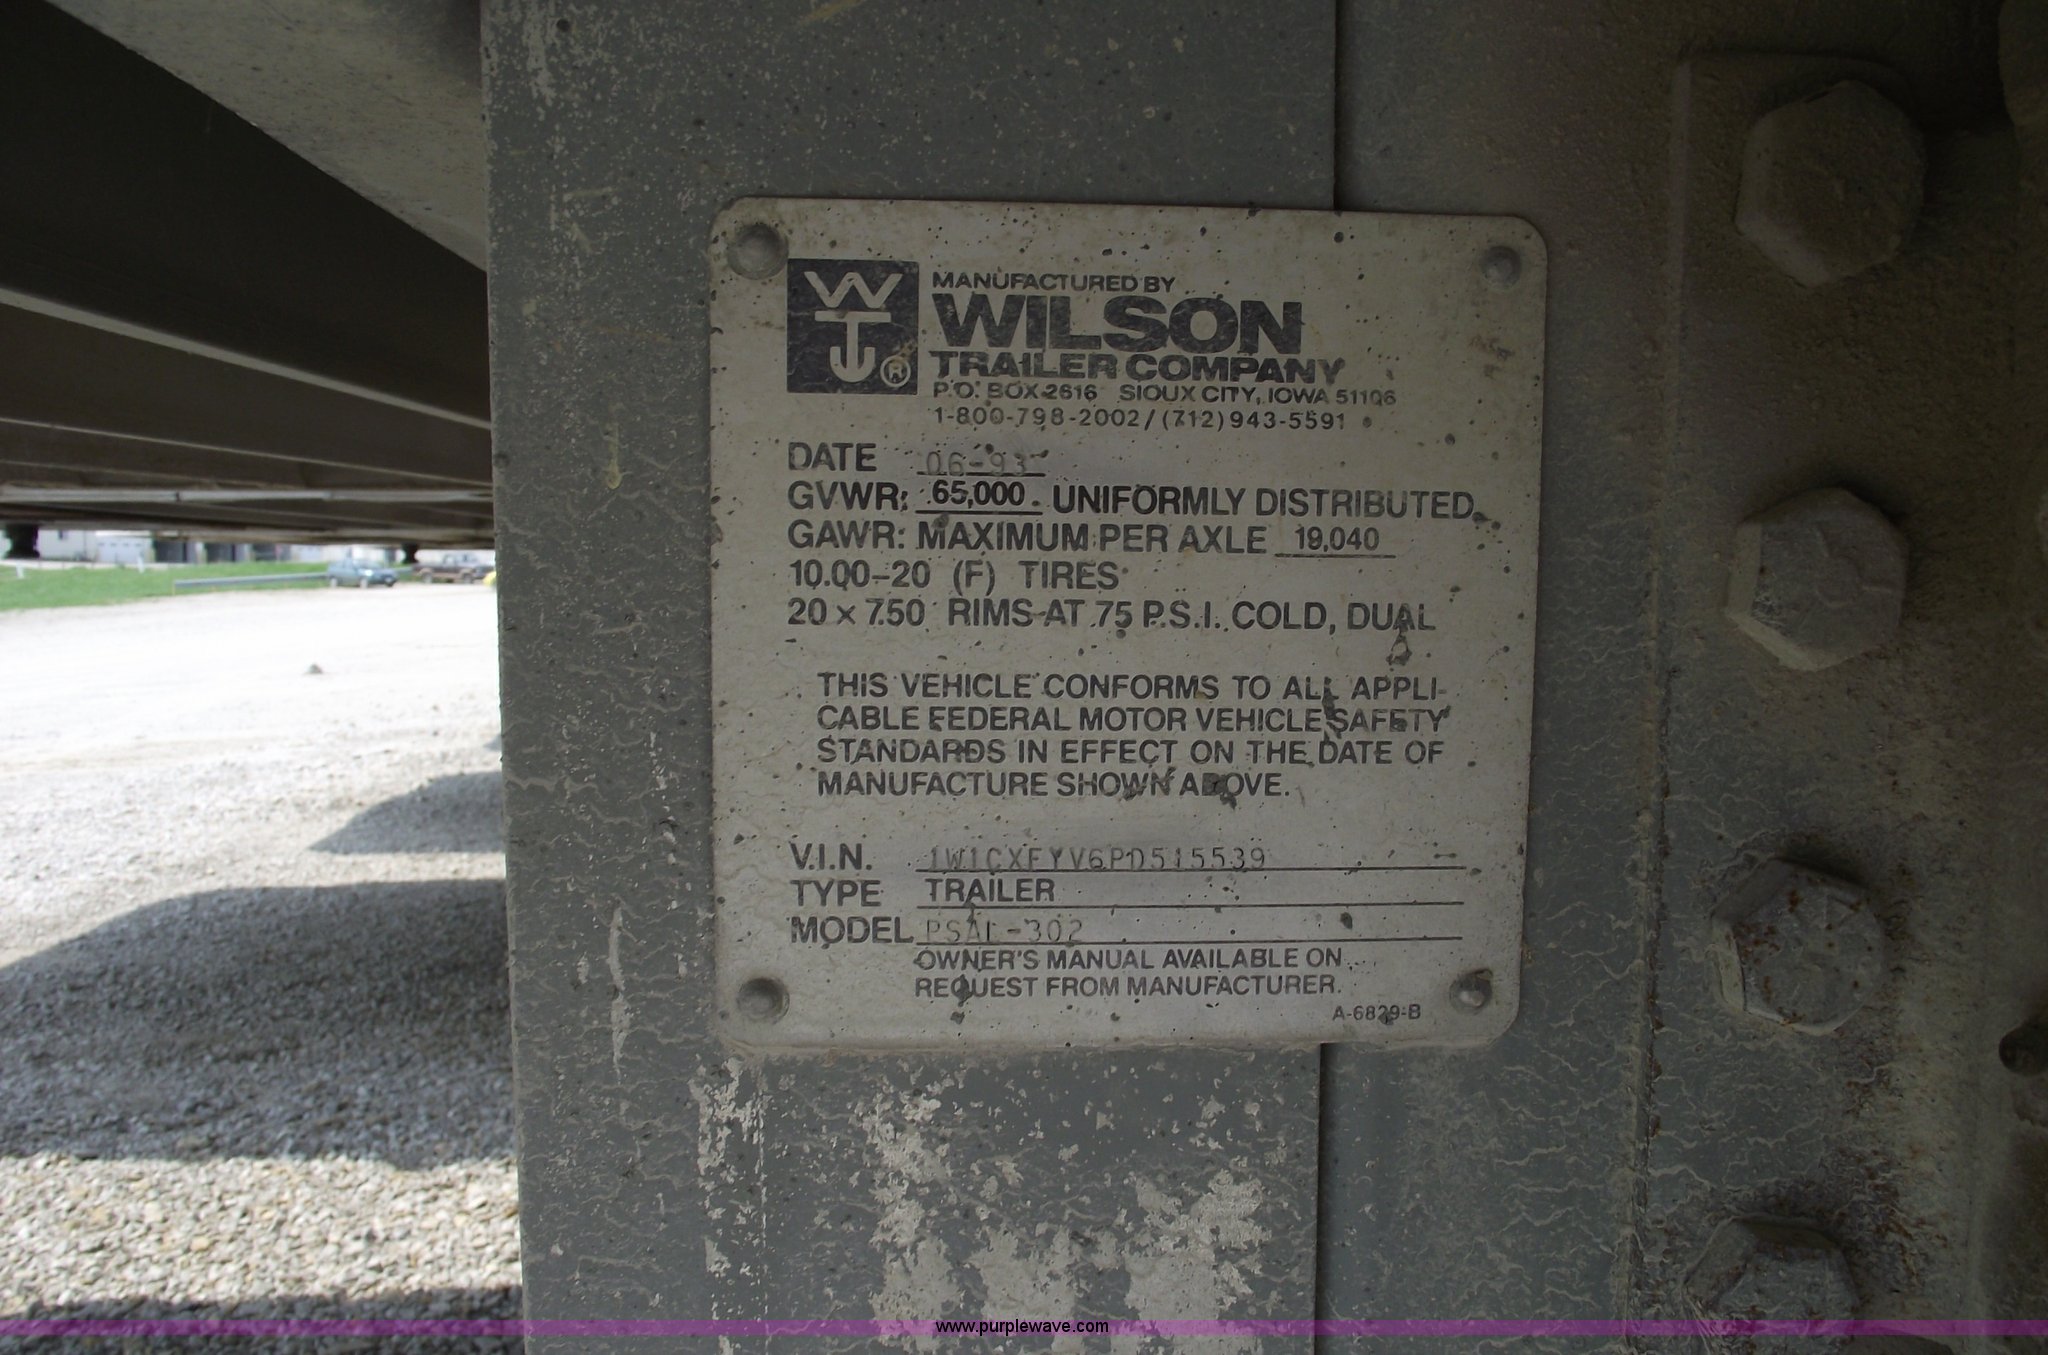 WT
®
MANUFACTURED BY
WILSON
TRAILER COMPANY
P.O. BOX 2616 SIOUX CITY, IOWA 51106
1-800-798-2002/(712)943-5591
DATE 06-93
GVWR: 65,000 UNIFORMLY DISTRIBUTED
GAWR: MAXIMUM PER AXLE 19,040
10.00-20 (F) TIRES
20 x 7.50 RIMS AT 75 P.S.I. COLD, DUAL
THIS VEHICLE CONFORMS TO ALL APPLI-
CABLE FEDERAL MOTOR VEHICLE SAFETY
STANDARDS IN EFFECT ON THE DATE OF
MANUFACTURE SHOWN ABOVE.
V.I.N. 1W1CXFYV6PD515539
TYPE TRAILER
MODEL PSAL-302
OWNER'S MANUAL AVAILABLE ON
REQUEST FROM MANUFACTURER.
A-6829-B
www.purplewave.com